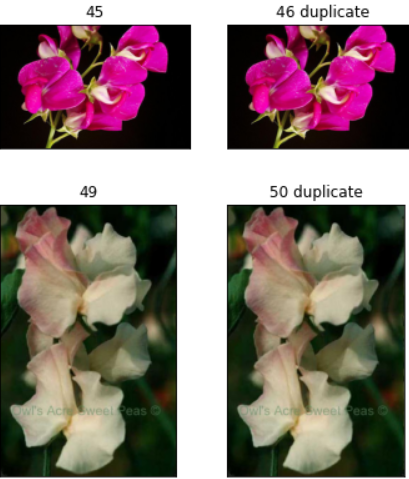 45
46 duplicate
49
50 duplicate
Owl's Acre Sweet Peas ©
Owl's Acre Sweet Peas ©